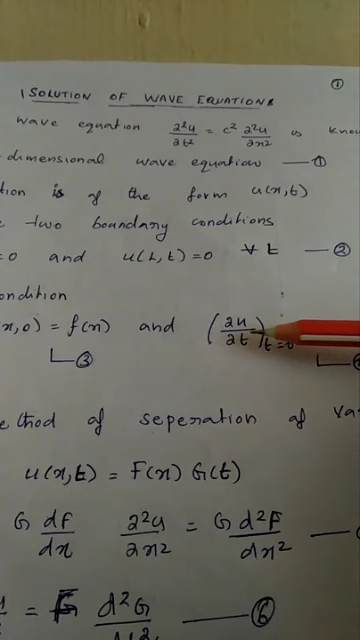 ①
SOLUTION OF WAVE EQUATION
wave equation ∂²u/∂t² = c² ∂²u/∂x² is
-dimensional wave equation — ①
is of the form u(x,t)
two boundary conditions
=0 and u(L,t)=0 ∀ t — ②
ondition
(x,0) = f(x) and (∂u/∂t)t=0
③
method of seperation of
u(x,t) = F(x) G(t)
G dF/dx ∂²u/∂x² = G d²F/dx² —
= F d²G — ⑥